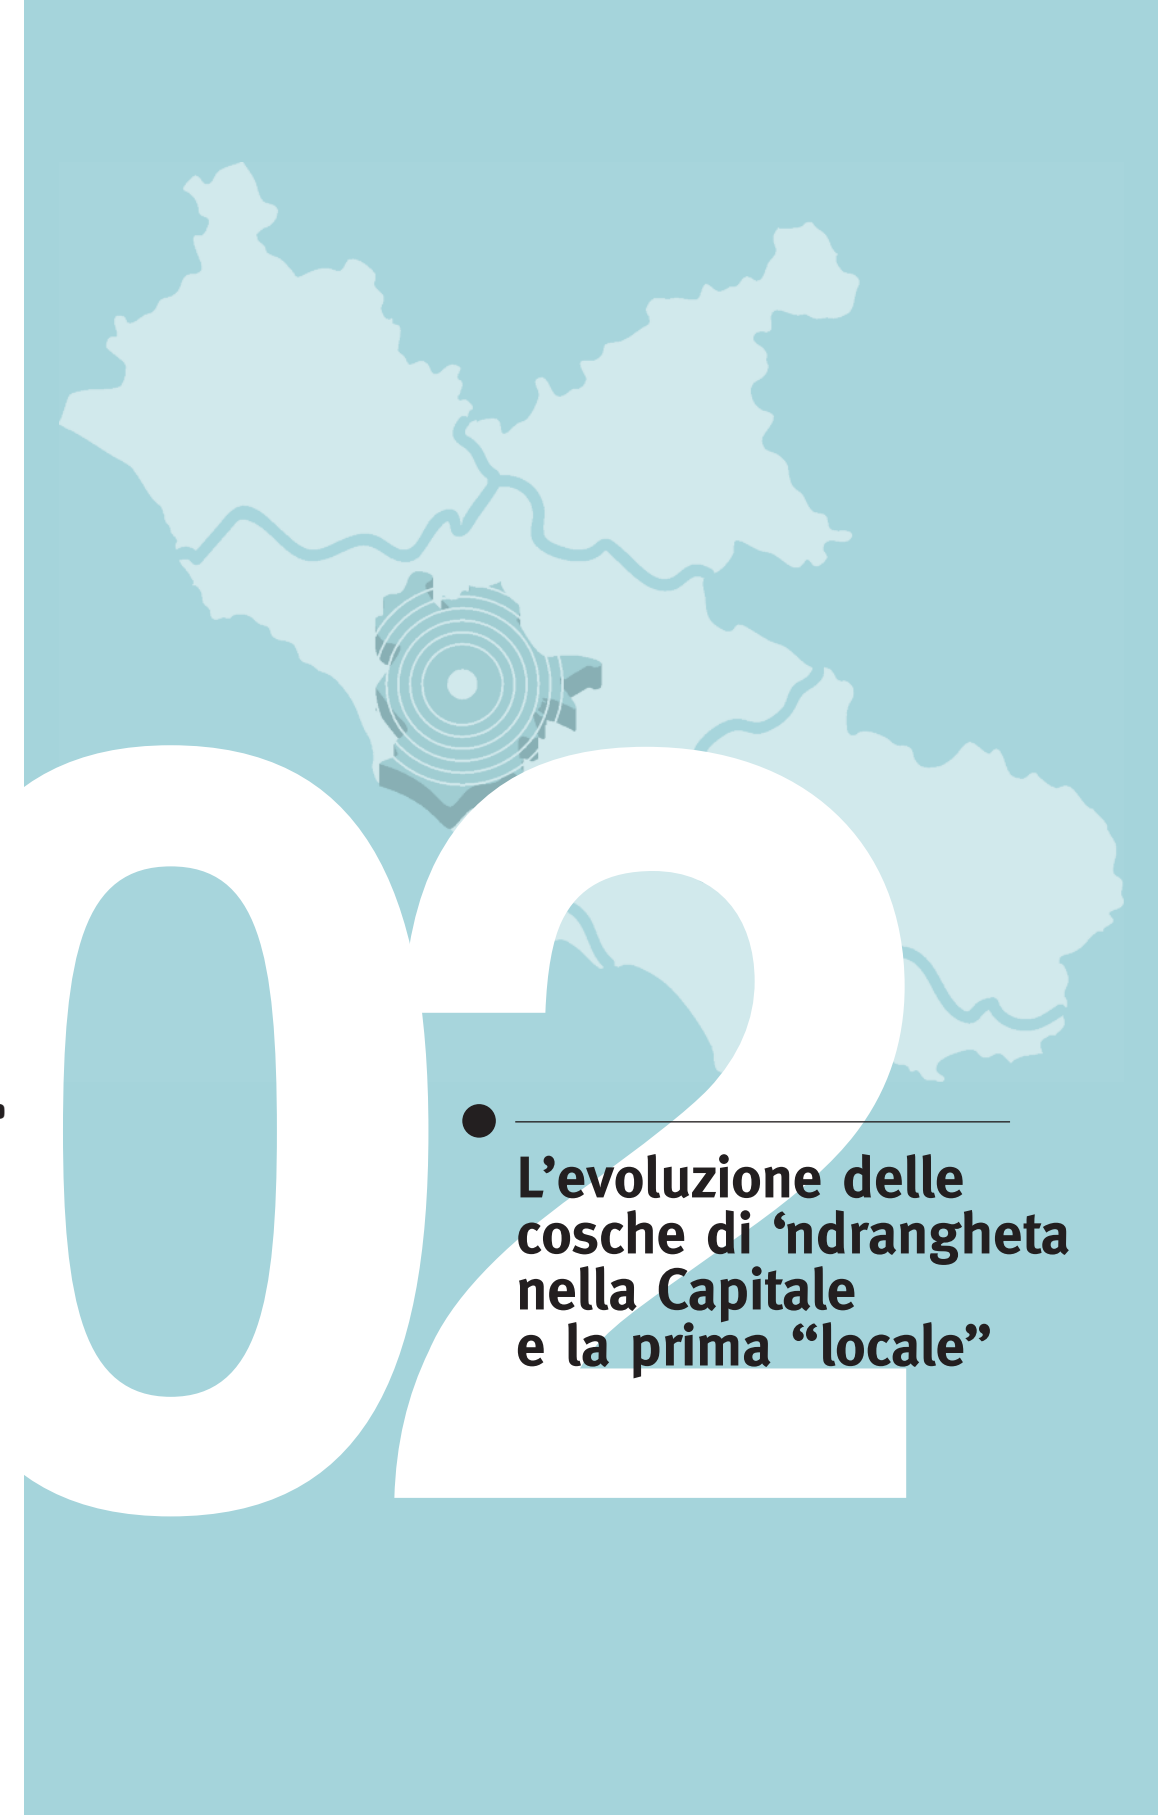 02
L’evoluzione delle
cosche di ‘ndrangheta
nella Capitale
e la prima “locale”